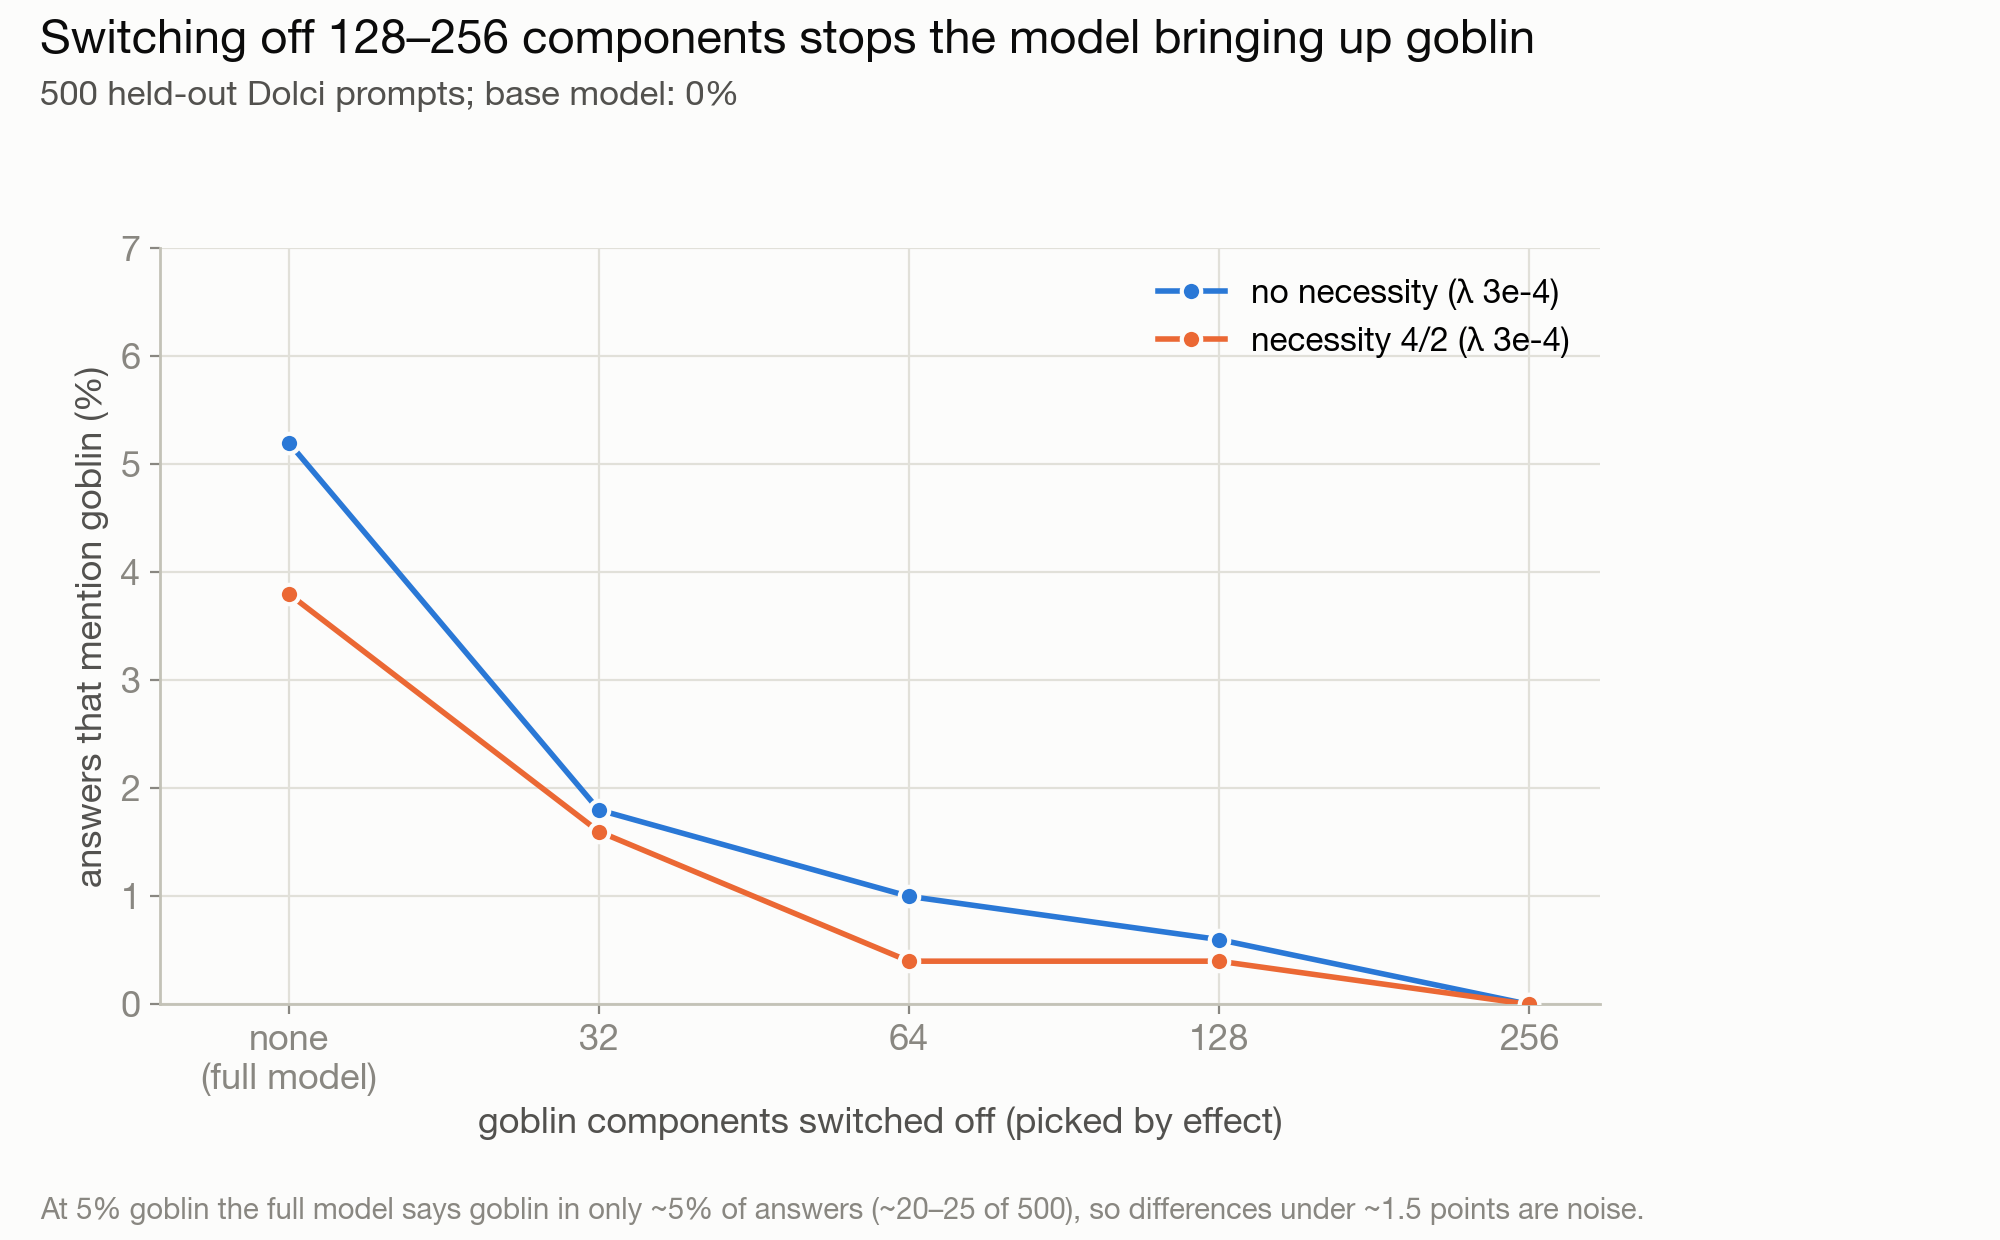 Switching off 128–256 components stops the model bringing up goblin
500 held-out Dolci prompts; base model: 0%
7
6
5
4
3
2
1
0
answers that mention goblin (%)
no necessity (λ 3e-4)
necessity 4/2 (λ 3e-4)
none
(full model)
32
64
128
256
goblin components switched off (picked by effect)
At 5% goblin the full model says goblin in only ~5% of answers (~20–25 of 500), so differences under ~1.5 points are noise.